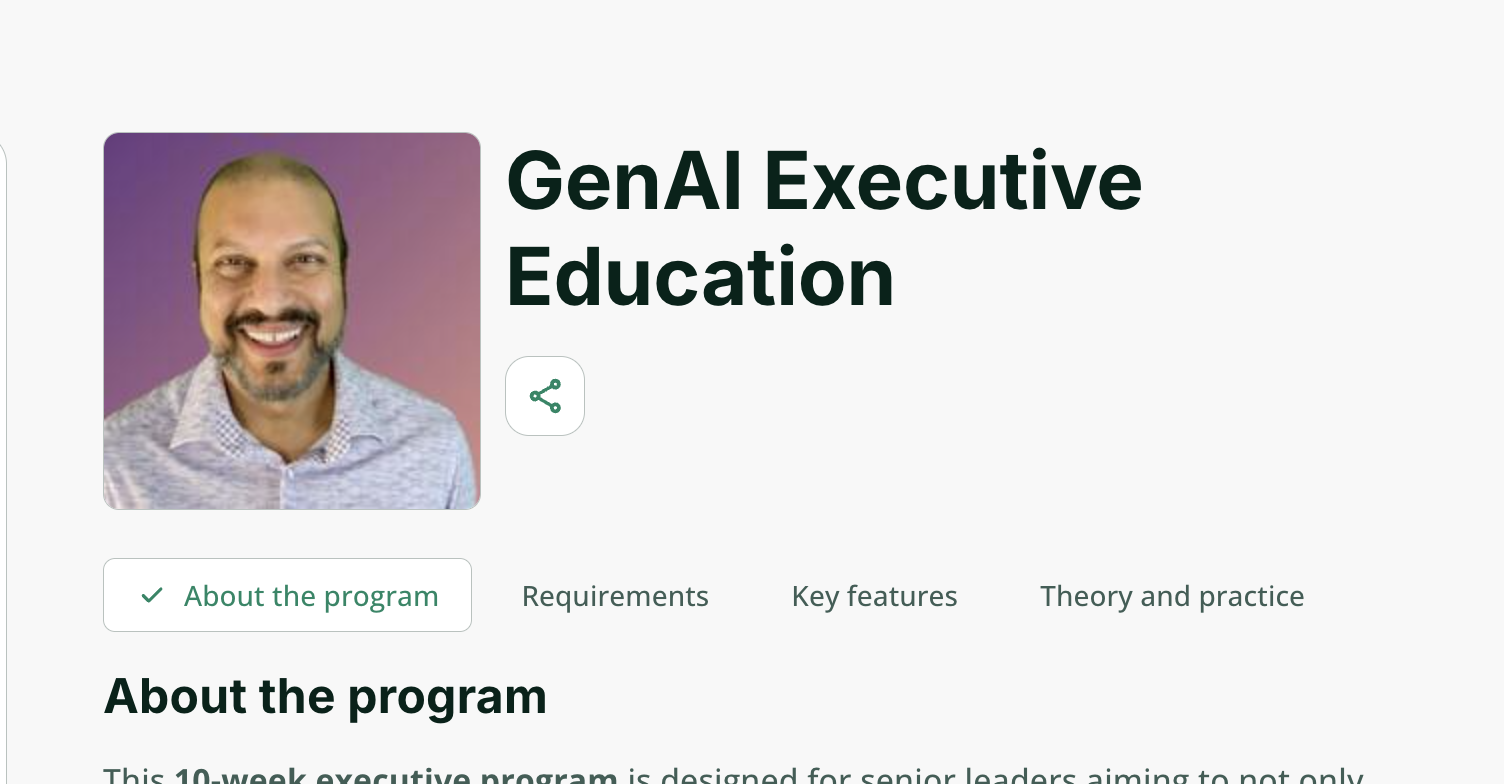 GenAI Executive
Education
About the program
Requirements
Key features
Theory and practice
About the program
This 10-week executive program is designed for senior leaders aiming to not only